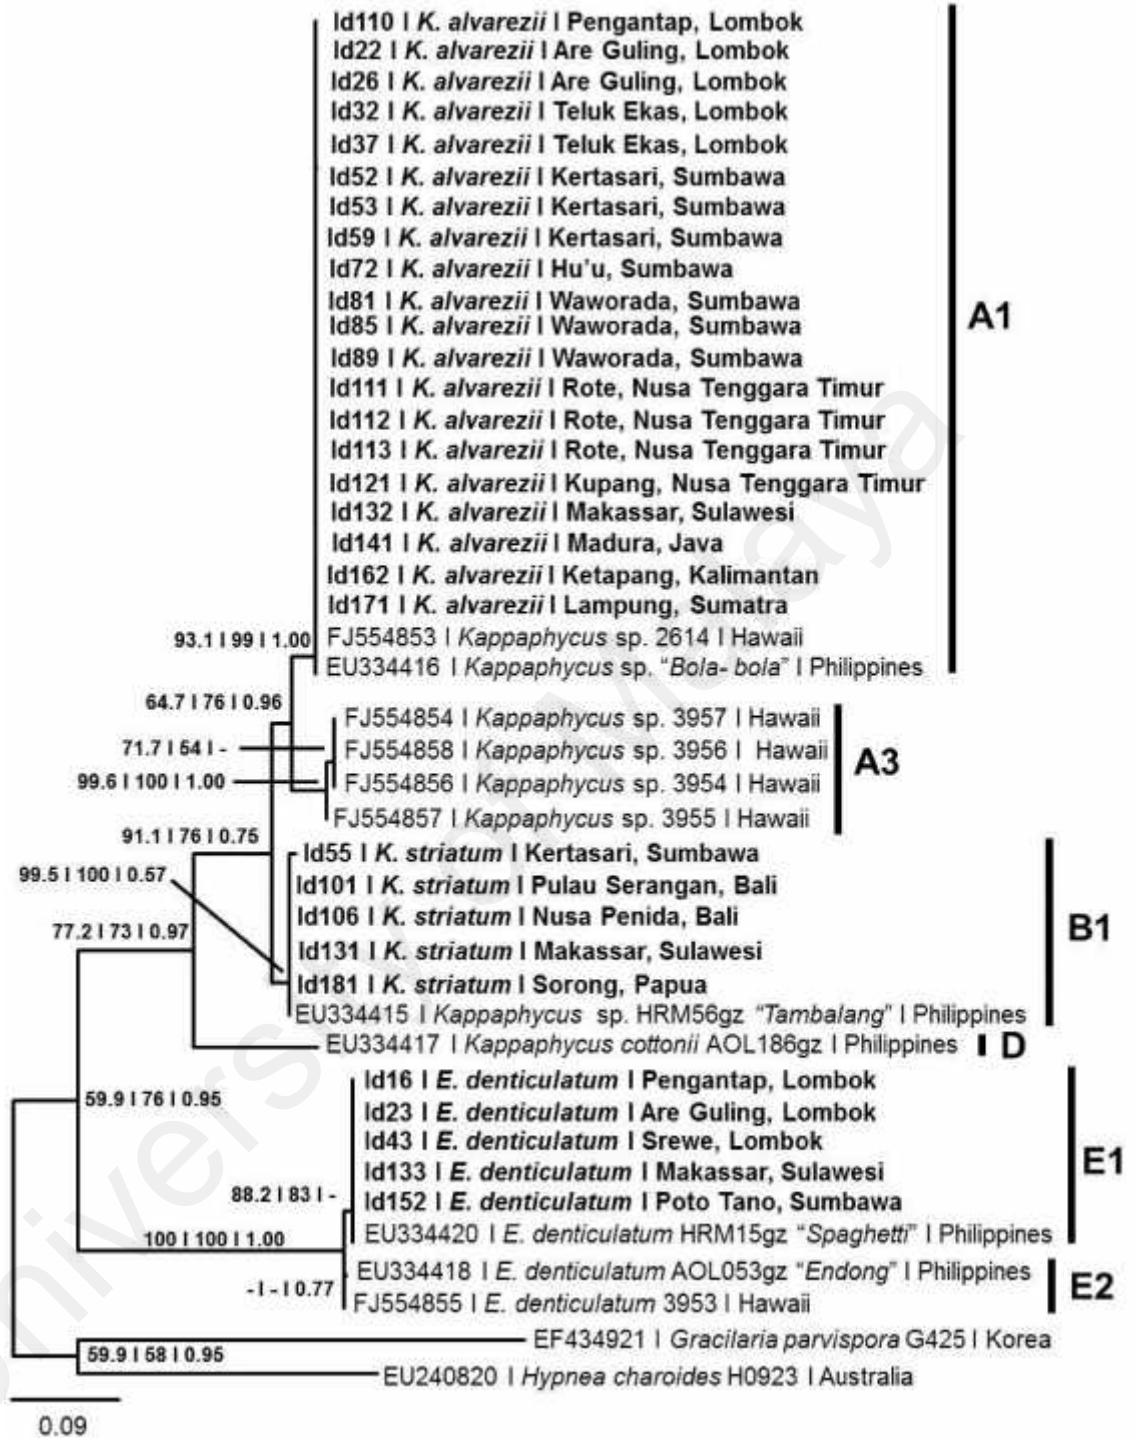 Id110 I K. alvarezii I Pengantap, Lombok
Id22 I K. alvarezii I Are Guling, Lombok
Id26 I K. alvarezii I Are Guling, Lombok
Id32 I K. alvarezii I Teluk Ekas, Lombok
Id37 I K. alvarezii I Teluk Ekas, Lombok
Id52 I K. alvarezii I Kertasari, Sumbawa
Id53 I K. alvarezii I Kertasari, Sumbawa
Id59 I K. alvarezii I Kertasari, Sumbawa
Id72 I K. alvarezii I Hu'u, Sumbawa
Id81 I K. alvarezii I Waworada, Sumbawa
A1
Id85 I K. alvarezii I Waworada, Sumbawa
Id89 I K. alvarezii I Waworada, Sumbawa
Id111 I K. alvarezii I Rote, Nusa Tenggara Timur
Id112 I K. alvarezii I Rote, Nusa Tenggara Timur
Id113 I K. alvarezii I Rote, Nusa Tenggara Timur
Id121 I K. alvarezii I Kupang, Nusa Tenggara Timur
Id132 I K. alvarezii I Makassar, Sulawesi
Id141 I K. alvarezii I Madura, Java
Id162 I K. alvarezii I Ketapang, Kalimantan
Id171 I K. alvarezii I Lampung, Sumatra
93.1 I 99 I 1.00 FJ554853 I Kappaphycus sp. 2614 I Hawaii
EU334416 I Kappaphycus sp. "Bola- bola" I Philippines
64.7 I 76 I 0.96
FJ554854 I Kappaphycus sp. 3957 I Hawaii
71.7 I 54 I - FJ554858 I Kappaphycus sp. 3956 I Hawaii
A3
99.6 I 100 I 1.00 FJ554856 I Kappaphycus sp. 3954 I Hawaii
FJ554857 I Kappaphycus sp. 3955 I Hawaii
91.1 I 76 I 0.75
Id55 I K. striatum I Kertasari, Sumbawa
99.5 I 100 I 0.57
Id101 I K. striatum I Pulau Serangan, Bali
Id106 I K. striatum I Nusa Penida, Bali
B1
77.2 I 73 I 0.97
Id131 I K. striatum I Makassar, Sulawesi
Id181 I K. striatum I Sorong, Papua
EU334415 I Kappaphycus sp. HRM56gz "Tambalang" I Philippines
EU334417 I Kappaphycus cottonii AOL186gz I Philippines D
Id16 I E. denticulatum I Pengantap, Lombok
59.9 I 76 I 0.95
Id23 I E. denticulatum I Are Guling, Lombok
Id43 I E. denticulatum I Srewe, Lombok
E1
Id133 I E. denticulatum I Makassar, Sulawesi
88.2 I 83 I -
Id152 I E. denticulatum I Poto Tano, Sumbawa
EU334420 I E. denticulatum HRM15gz "Spaghetti" I Philippines
100 I 100 I 1.00
EU334418 I E. denticulatum AOL053gz "Endong" I Philippines
E2
- I - I 0.77
FJ554855 I E. denticulatum 3953 I Hawaii
EF434921 I Gracilaria parvispora G425 I Korea
59.9 I 58 I 0.95
EU240820 I Hypnea charoides H0923 I Australia
0.09
University of Malaya